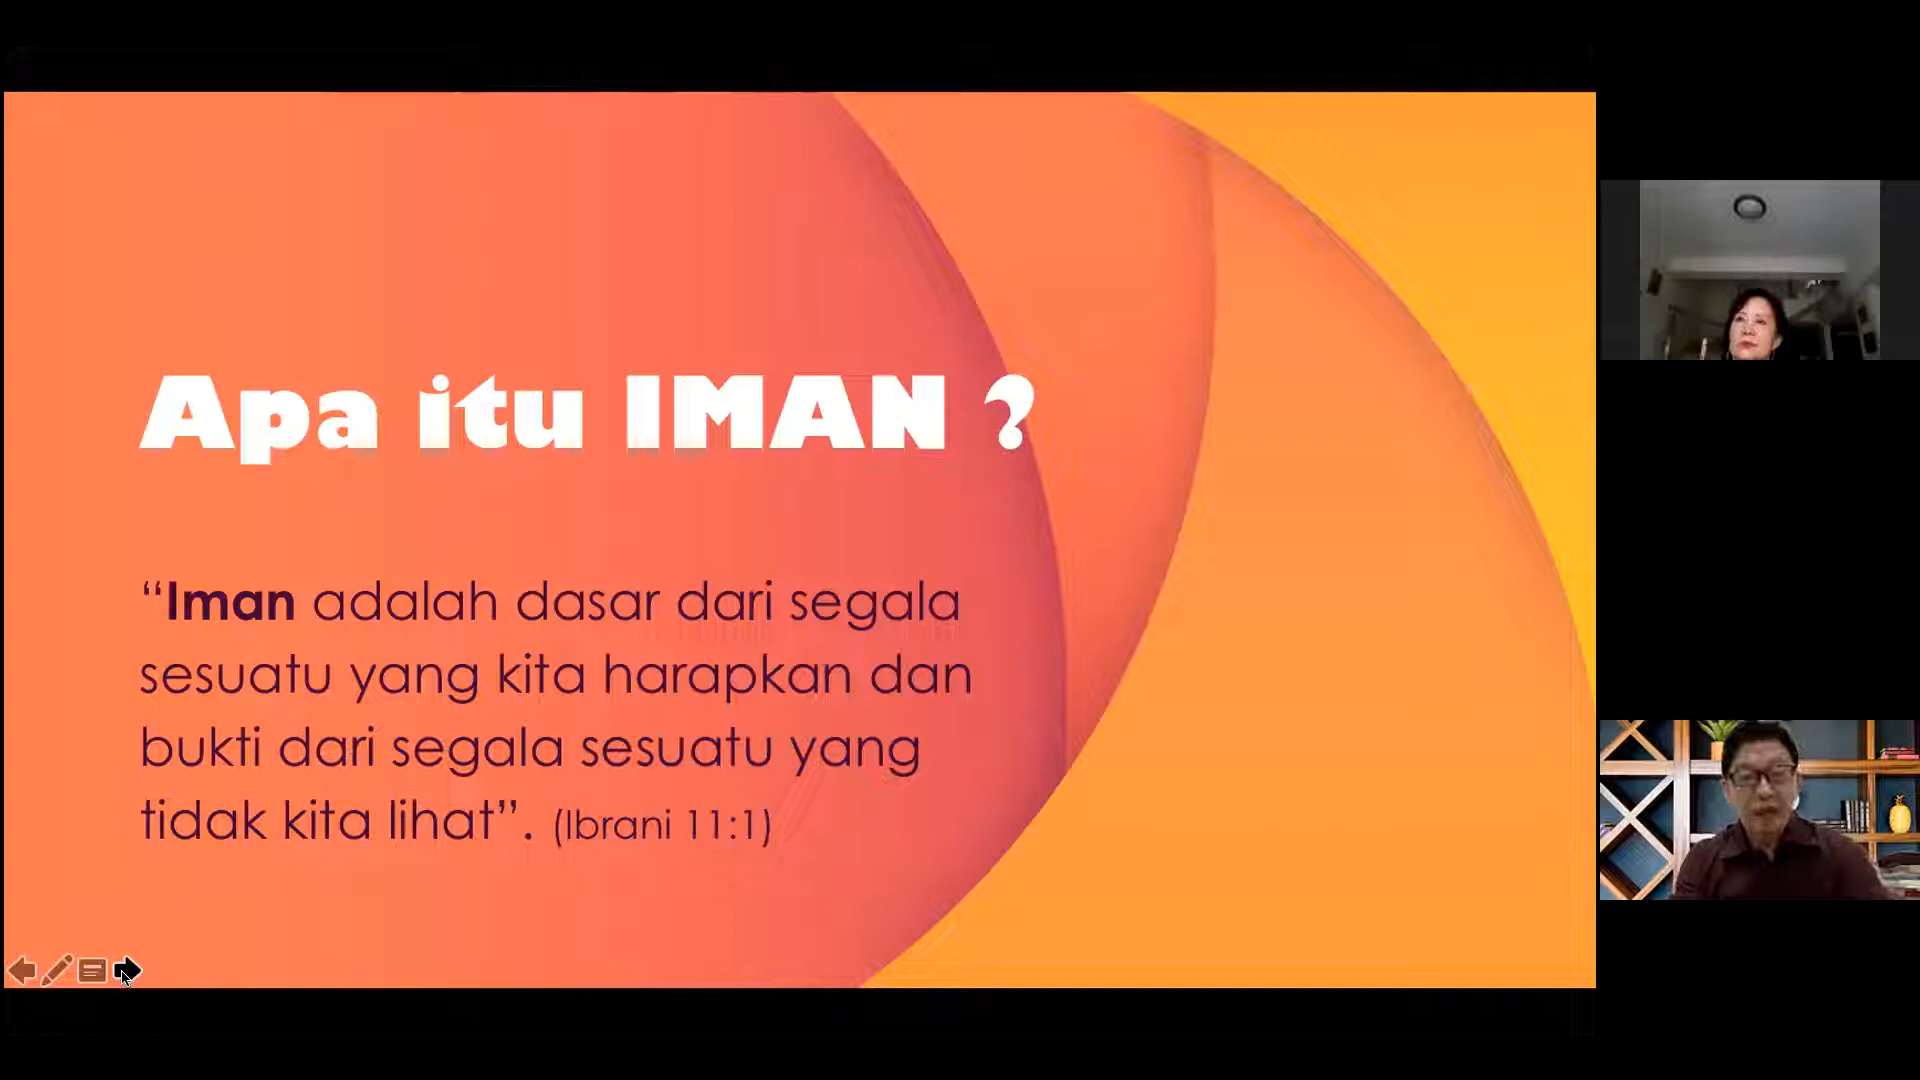 Apa itu IMAN ?
“Iman adalah dasar dari segala
sesuatu yang kita harapkan dan
bukti dari segala sesuatu yang
tidak kita lihat”. (Ibrani 11:1)